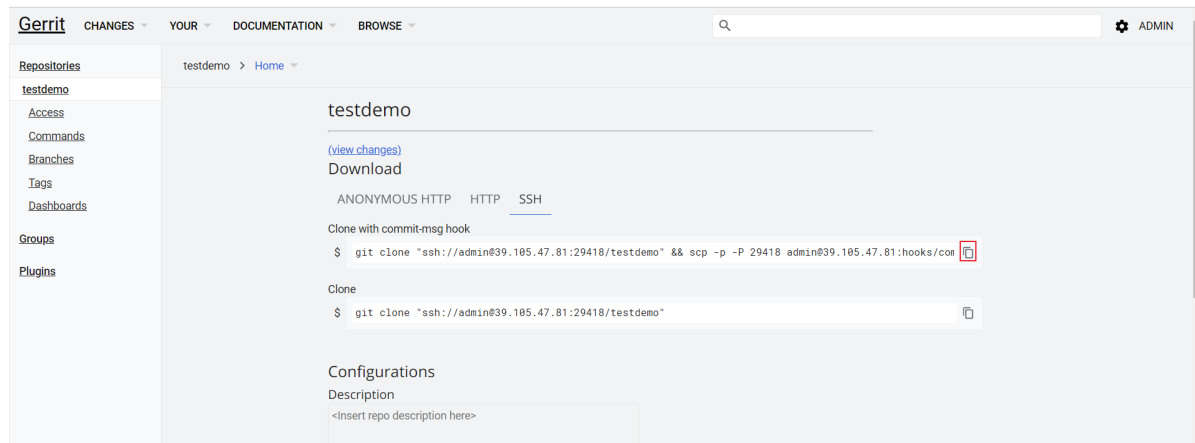 Gerrit CHANGES YOUR DOCUMENTATION BROWSE ADMIN
Repositories
testdemo
Access
Commands
Branches
Tags
Dashboards
Groups
Plugins
testdemo > Home
testdemo
(view changes)
Download
ANONYMOUS HTTP HTTP SSH
Clone with commit-msg hook
$ git clone "ssh://admin@39.105.47.81:29418/testdemo" && scp -p -P 29418 admin@39.105.47.81:hooks/com
Clone
$ git clone "ssh://admin@39.105.47.81:29418/testdemo"
Configurations
Description
<Insert repo description here>